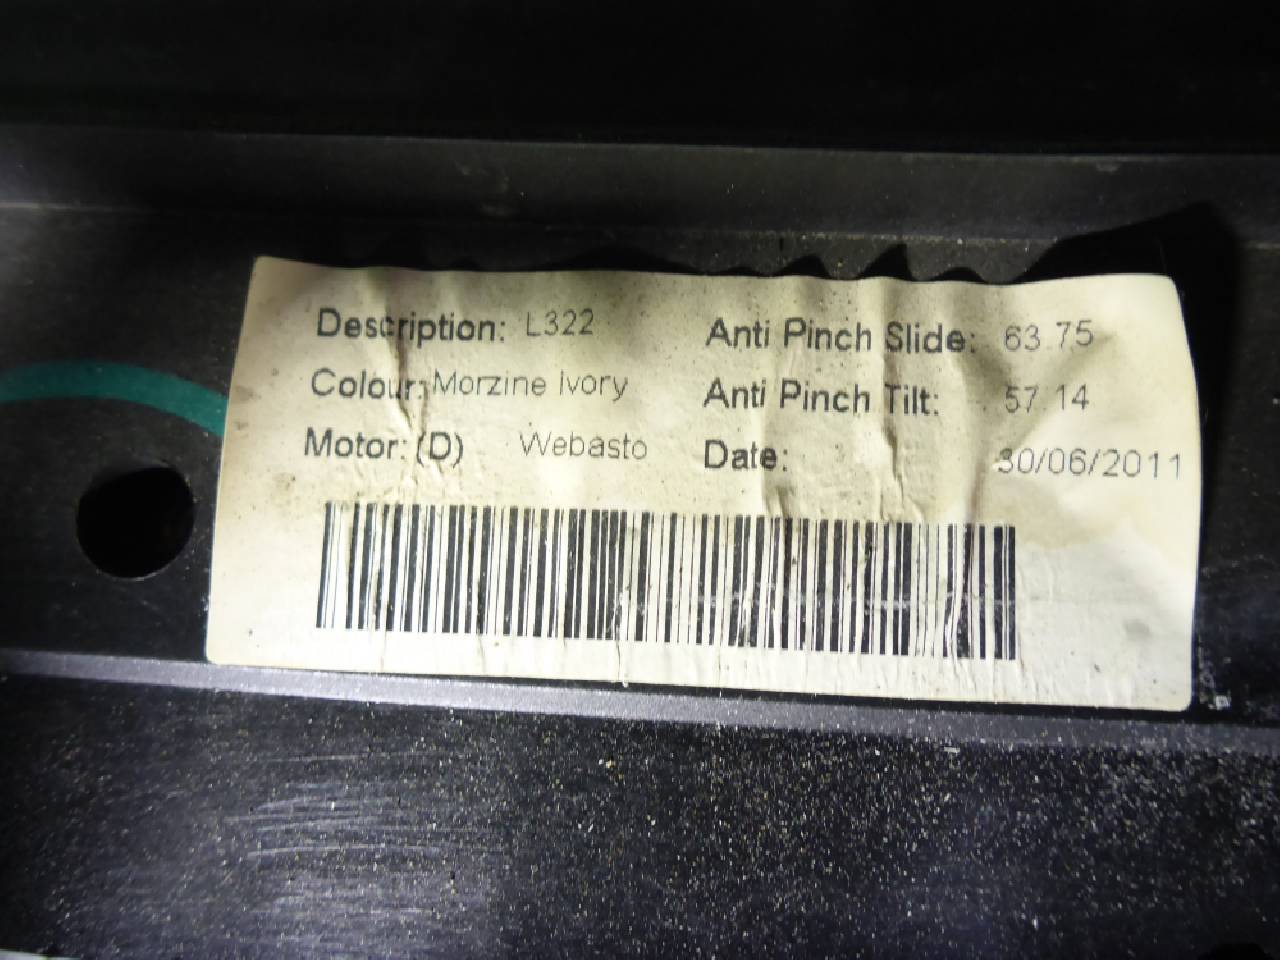 Description: L322 Anti Pinch Slide: 63.75
Colour: Morzine Ivory Anti Pinch Tilt: 57.14
Motor: (D) Webasto Date: 30/06/2011